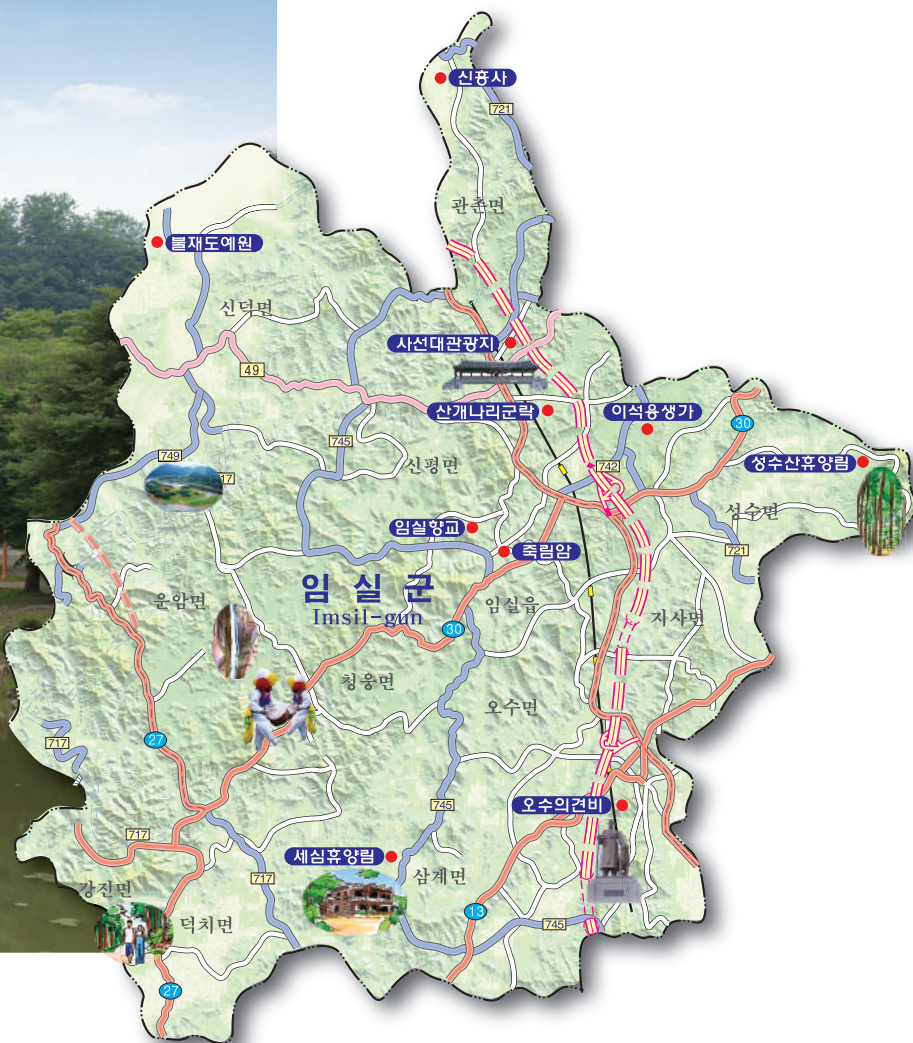 신흥사
721
관촌면
불재도예원
신덕면
사선대관광지
49
산개나리군락
이석용생가
30
745
749
신평면
742
성수산휴양림
17
성수면
임실향교
죽림암
721
임실군
Imsil-gun
운암면
임실읍
지사면
30
청웅면
오수면
27
717
745
오수의견비
717
세심휴양림
717
삼계면
강진면
13
덕치면
745
27